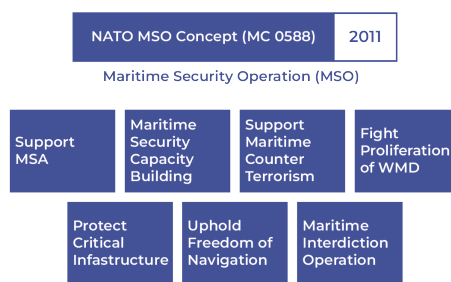 NATO MSO Concept (MC 0588) 2011
Maritime Security Operation (MSO)
Support
MSA
Maritime
Security
Capacity
Building
Support
Maritime
Counter
Terrorism
Fight
Proliferation
of WMD
Protect
Critical
Infastructure
Uphold
Freedom of
Navigation
Maritime
Interdiction
Operation